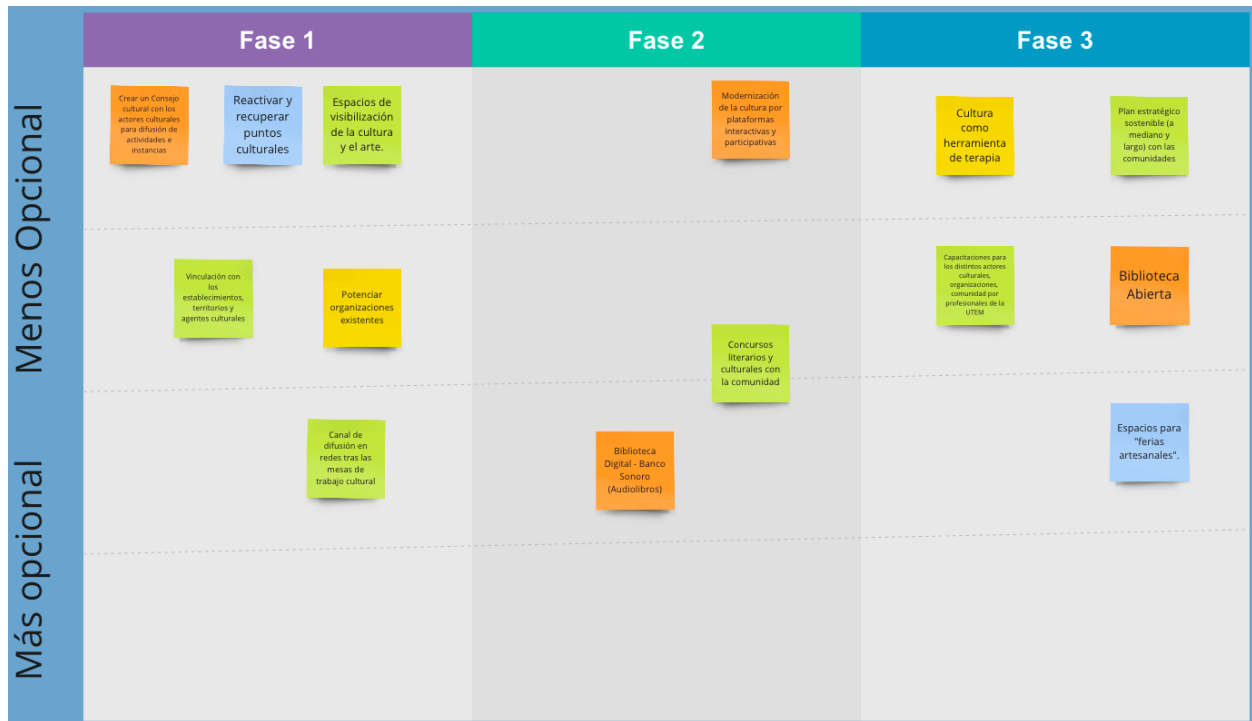 Fase 1
Fase 2
Fase 3
Menos Opcional
Más opcional
Crear un Consejo
cultural con los
actores culturales
para difusión de
actividades e
instancias
Reactivar y
recuperar
puntos
culturales
Espacios de
visibilización
de la cultura
y el arte.
Modernización
de la cultura por
plataformas
interactivas y
participativas
Cultura
como
herramienta
de terapia
Plan estratégico
sostenible (a
mediano y
largo) con las
comunidades
Vinculación con
los
establecimientos,
territorios y
agentes culturales
Potenciar
organizaciones
existentes
Concursos
literarios y
culturales con
la comunidad
Capacitaciones para
los distintos actores
culturales,
organizaciones,
comunidad por
profesionales de la
UTEM
Biblioteca
Abierta
Canal de
difusión en
redes tras las
mesas de
trabajo cultural
Biblioteca
Digital - Banco
Sonoro
(Audiolibros)
Espacios para
"ferias
artesanales".